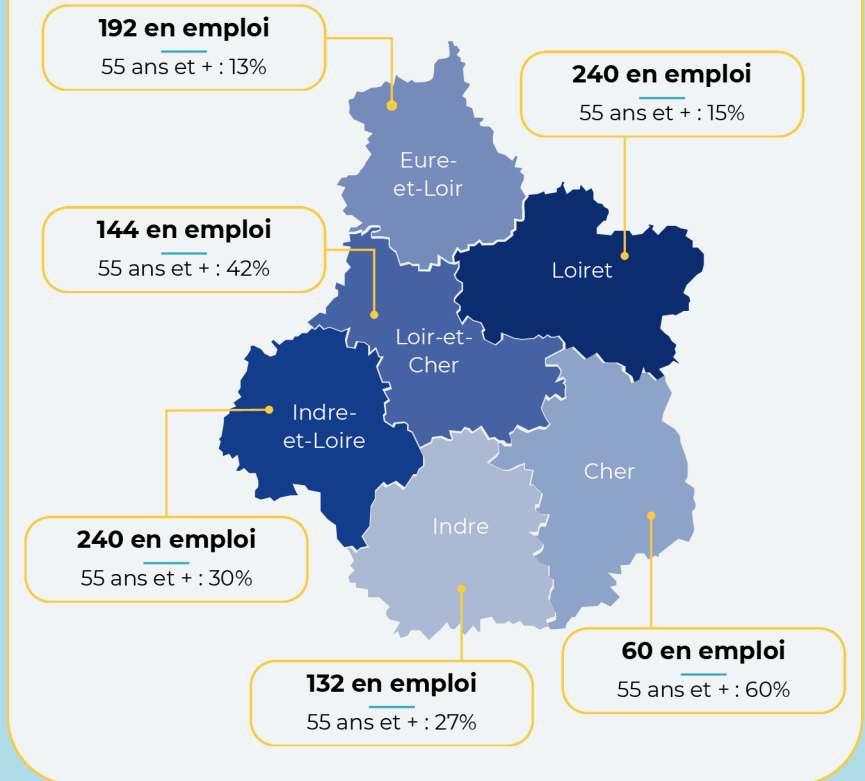 192 en emploi
55 ans et + : 13%
240 en emploi
55 ans et + : 15%
Eure-
et-Loir
144 en emploi
55 ans et + : 42%
Loiret
Loir-et-
Cher
Indre-
et-Loire
Cher
Indre
240 en emploi
55 ans et + : 30%
60 en emploi
55 ans et + : 60%
132 en emploi
55 ans et + : 27%